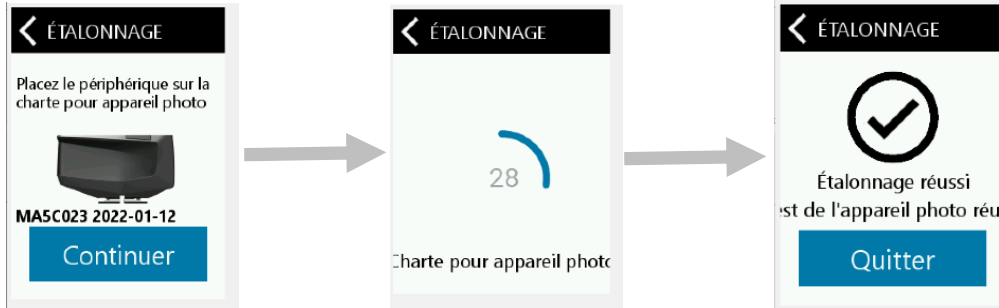 ÉTALONNAGE
Placez le périphérique sur la
charte pour appareil photo
MA5C023 2022-01-12
Continuer
ÉTALONNAGE
28
Charte pour appareil photo
ÉTALONNAGE
Étalonnage réussi
est de l'appareil photo réu
Quitter